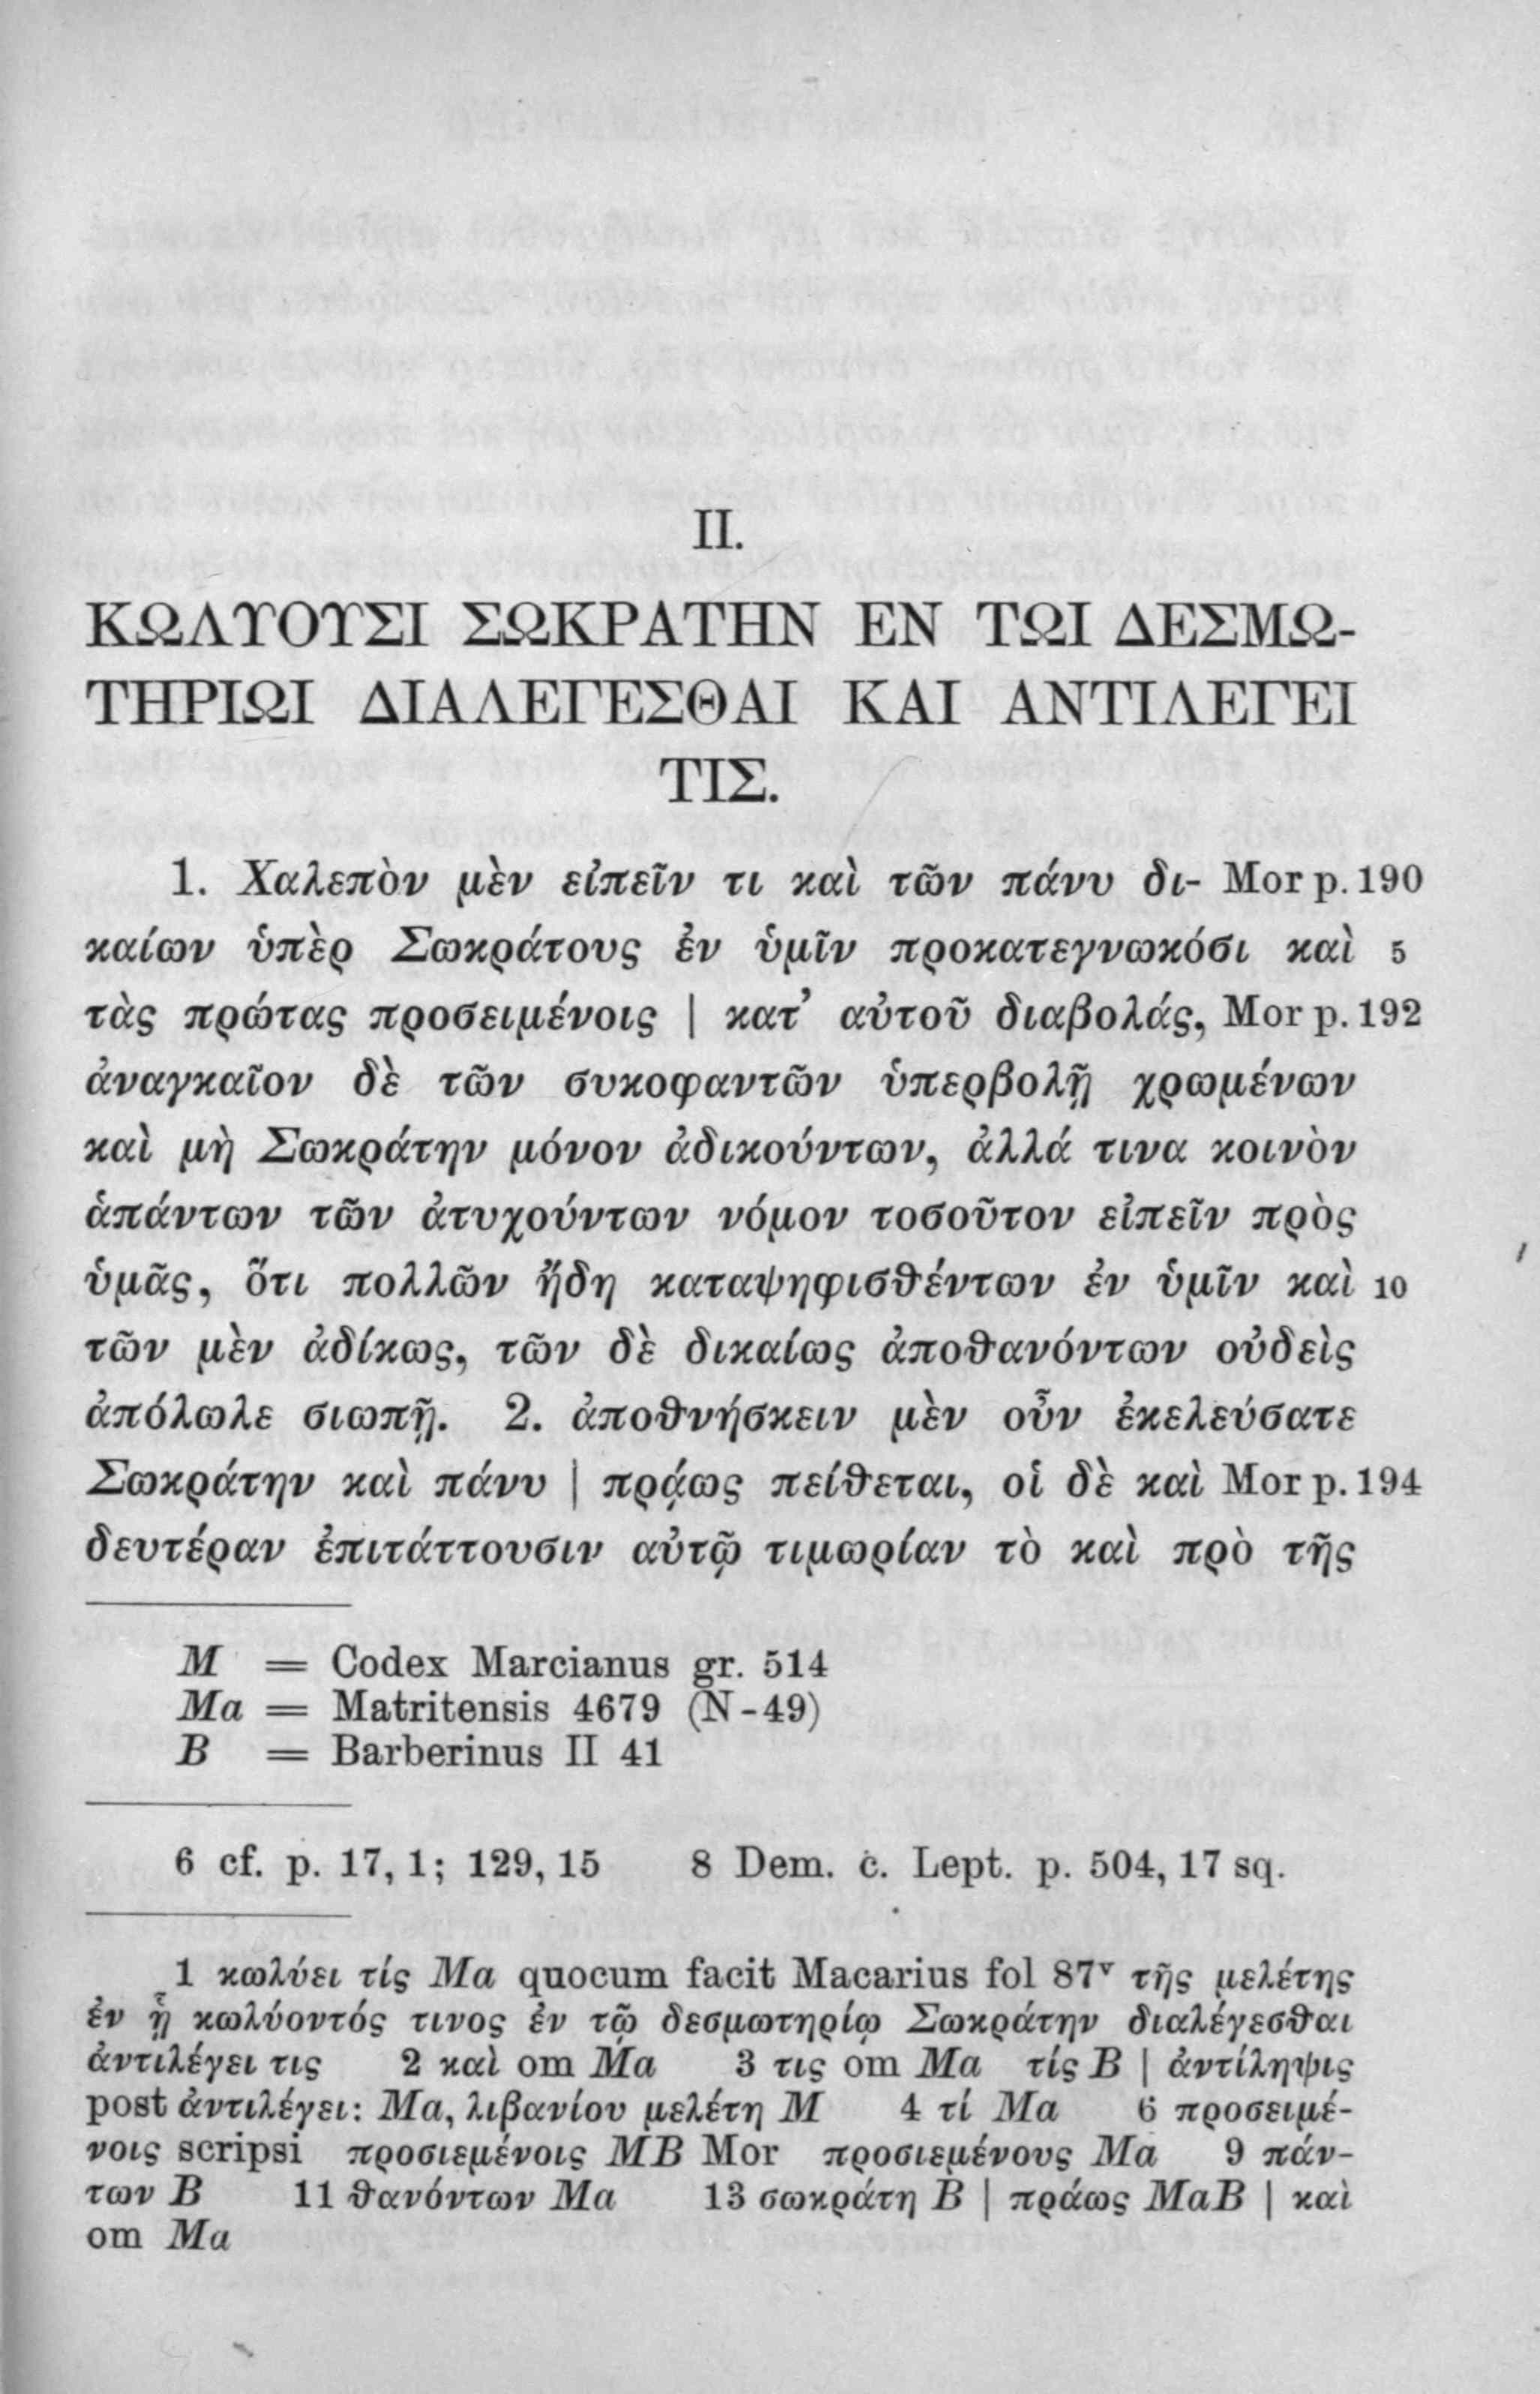 II.
ΚΩΛΥΟΥΣΙ ΣΩΚΡΑΤΗΝ ΕΝ ΤΩΙ ΔΕΣΜΩ-
ΤΗΡΙΩΙ ΔΙΑΛΕΓΕΣΘΑΙ ΚΑΙ ΑΝΤΙΛΕΓΕΙ
ΤΙΣ.
1. Χαλεπὸν μὲν εἰπεῖν τι καὶ τῶν πάνυ δι- Mor p. 190
καίων ὑπὲρ Σωκράτους ἐν ὑμῖν προκατεγνωκόσι καὶ 5
τὰς πρώτας προσειμένοις | κατ’ αὐτοῦ διαβολάς, Mor p. 192
ἀναγκαῖον δὲ τῶν συκοφαντῶν ὑπερβολῇ χρωμένων
καὶ μὴ Σωκράτην μόνον ἀδικούντων, ἀλλά τινα κοινὸν
ἁπάντων τῶν ἀτυχούντων νόμον τοσοῦτον εἰπεῖν πρὸς
ὑμᾶς, ὅτι πολλῶν ἤδη καταψηφισθέντων ἐν ὑμῖν καὶ 10
τῶν μὲν ἀδίκως, τῶν δὲ δικαίως ἀποθανόντων οὐδεὶς
ἀπόλωλε σιωπῇ. 2. ἀποθνήσκειν μὲν οὖν ἐκελεύσατε
Σωκράτην καὶ πάνυ | πρᾴως πείθεται, οἱ δὲ καὶ Mor p. 194
δευτέραν ἐπιτάττουσιν αὐτῷ τιμωρίαν τὸ καὶ πρὸ τῆς
M = Codex Marcianus gr. 514
Ma = Matritensis 4679 (N-49)
B = Barberinus II 41
6 cf. p. 17, 1; 129, 15 8 Dem. c. Lept. p. 504, 17 sq.
1 κωλύει τίς Ma quocum facit Macarius fol 87ᵛ τῆς μελέτης
ἐν ᾗ κωλύοντός τινος ἐν τῷ δεσμωτηρίῳ Σωκράτην διαλέγεσθαι
ἀντιλέγει τις 2 καὶ om Ma 3 τις om Ma τίς B | ἀντίληψις
post ἀντιλέγει: Ma, λιβανίου μελέτη M 4 τί Ma 6 προσειμέ-
νοις scripsi προσιεμένοις MB Mor προσιεμένους Ma 9 πάν-
των B 11 θανόντων Ma 13 σωκράτη B | πράως MaB | καὶ
om Ma